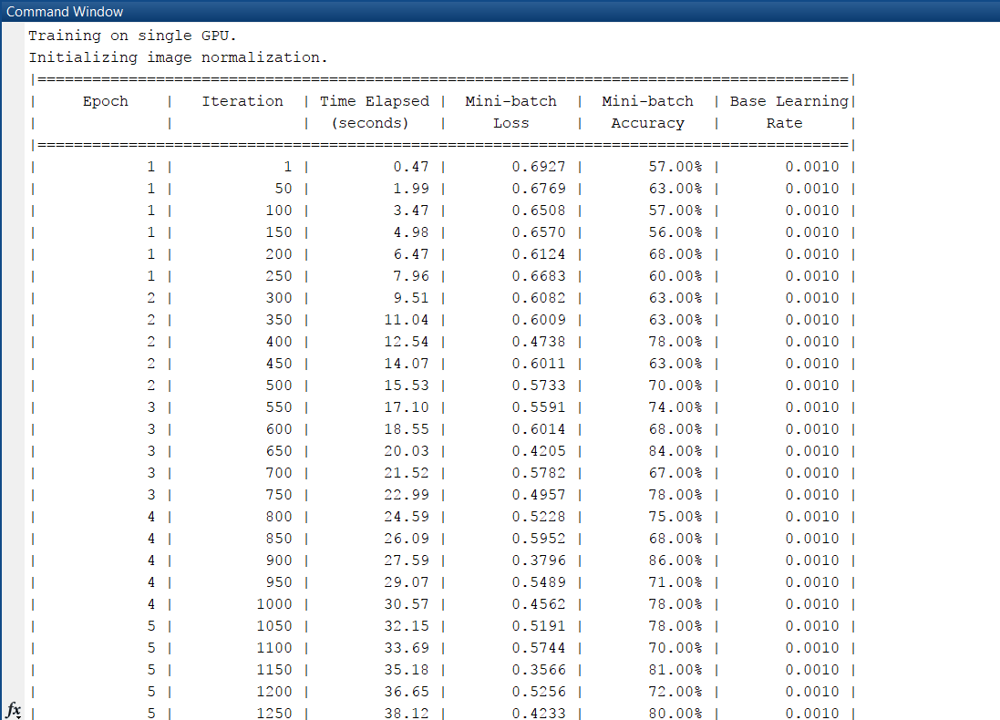 Command Window
Training on single GPU.
Initializing image normalization.
|=========================================================================================|
| Epoch | Iteration | Time Elapsed | Mini-batch | Mini-batch | Base Learning|
| | | (seconds) | Loss | Accuracy | Rate |
|=========================================================================================|
| 1 | 1 | 0.47 | 0.6927 | 57.00% | 0.0010 |
| 1 | 50 | 1.99 | 0.6769 | 63.00% | 0.0010 |
| 1 | 100 | 3.47 | 0.6508 | 57.00% | 0.0010 |
| 1 | 150 | 4.98 | 0.6570 | 56.00% | 0.0010 |
| 1 | 200 | 6.47 | 0.6124 | 68.00% | 0.0010 |
| 1 | 250 | 7.96 | 0.6683 | 60.00% | 0.0010 |
| 2 | 300 | 9.51 | 0.6082 | 63.00% | 0.0010 |
| 2 | 350 | 11.04 | 0.6009 | 63.00% | 0.0010 |
| 2 | 400 | 12.54 | 0.4738 | 78.00% | 0.0010 |
| 2 | 450 | 14.07 | 0.6011 | 63.00% | 0.0010 |
| 2 | 500 | 15.53 | 0.5733 | 70.00% | 0.0010 |
| 3 | 550 | 17.10 | 0.5591 | 74.00% | 0.0010 |
| 3 | 600 | 18.55 | 0.6014 | 68.00% | 0.0010 |
| 3 | 650 | 20.03 | 0.4205 | 84.00% | 0.0010 |
| 3 | 700 | 21.52 | 0.5782 | 67.00% | 0.0010 |
| 3 | 750 | 22.99 | 0.4957 | 78.00% | 0.0010 |
| 4 | 800 | 24.59 | 0.5228 | 75.00% | 0.0010 |
| 4 | 850 | 26.09 | 0.5952 | 68.00% | 0.0010 |
| 4 | 900 | 27.59 | 0.3796 | 86.00% | 0.0010 |
| 4 | 950 | 29.07 | 0.5489 | 71.00% | 0.0010 |
| 4 | 1000 | 30.57 | 0.4562 | 78.00% | 0.0010 |
| 5 | 1050 | 32.15 | 0.5191 | 78.00% | 0.0010 |
| 5 | 1100 | 33.69 | 0.5744 | 70.00% | 0.0010 |
| 5 | 1150 | 35.18 | 0.3566 | 81.00% | 0.0010 |
| 5 | 1200 | 36.65 | 0.5256 | 72.00% | 0.0010 |
fx | 5 | 1250 | 38.12 | 0.4233 | 80.00% | 0.0010 |